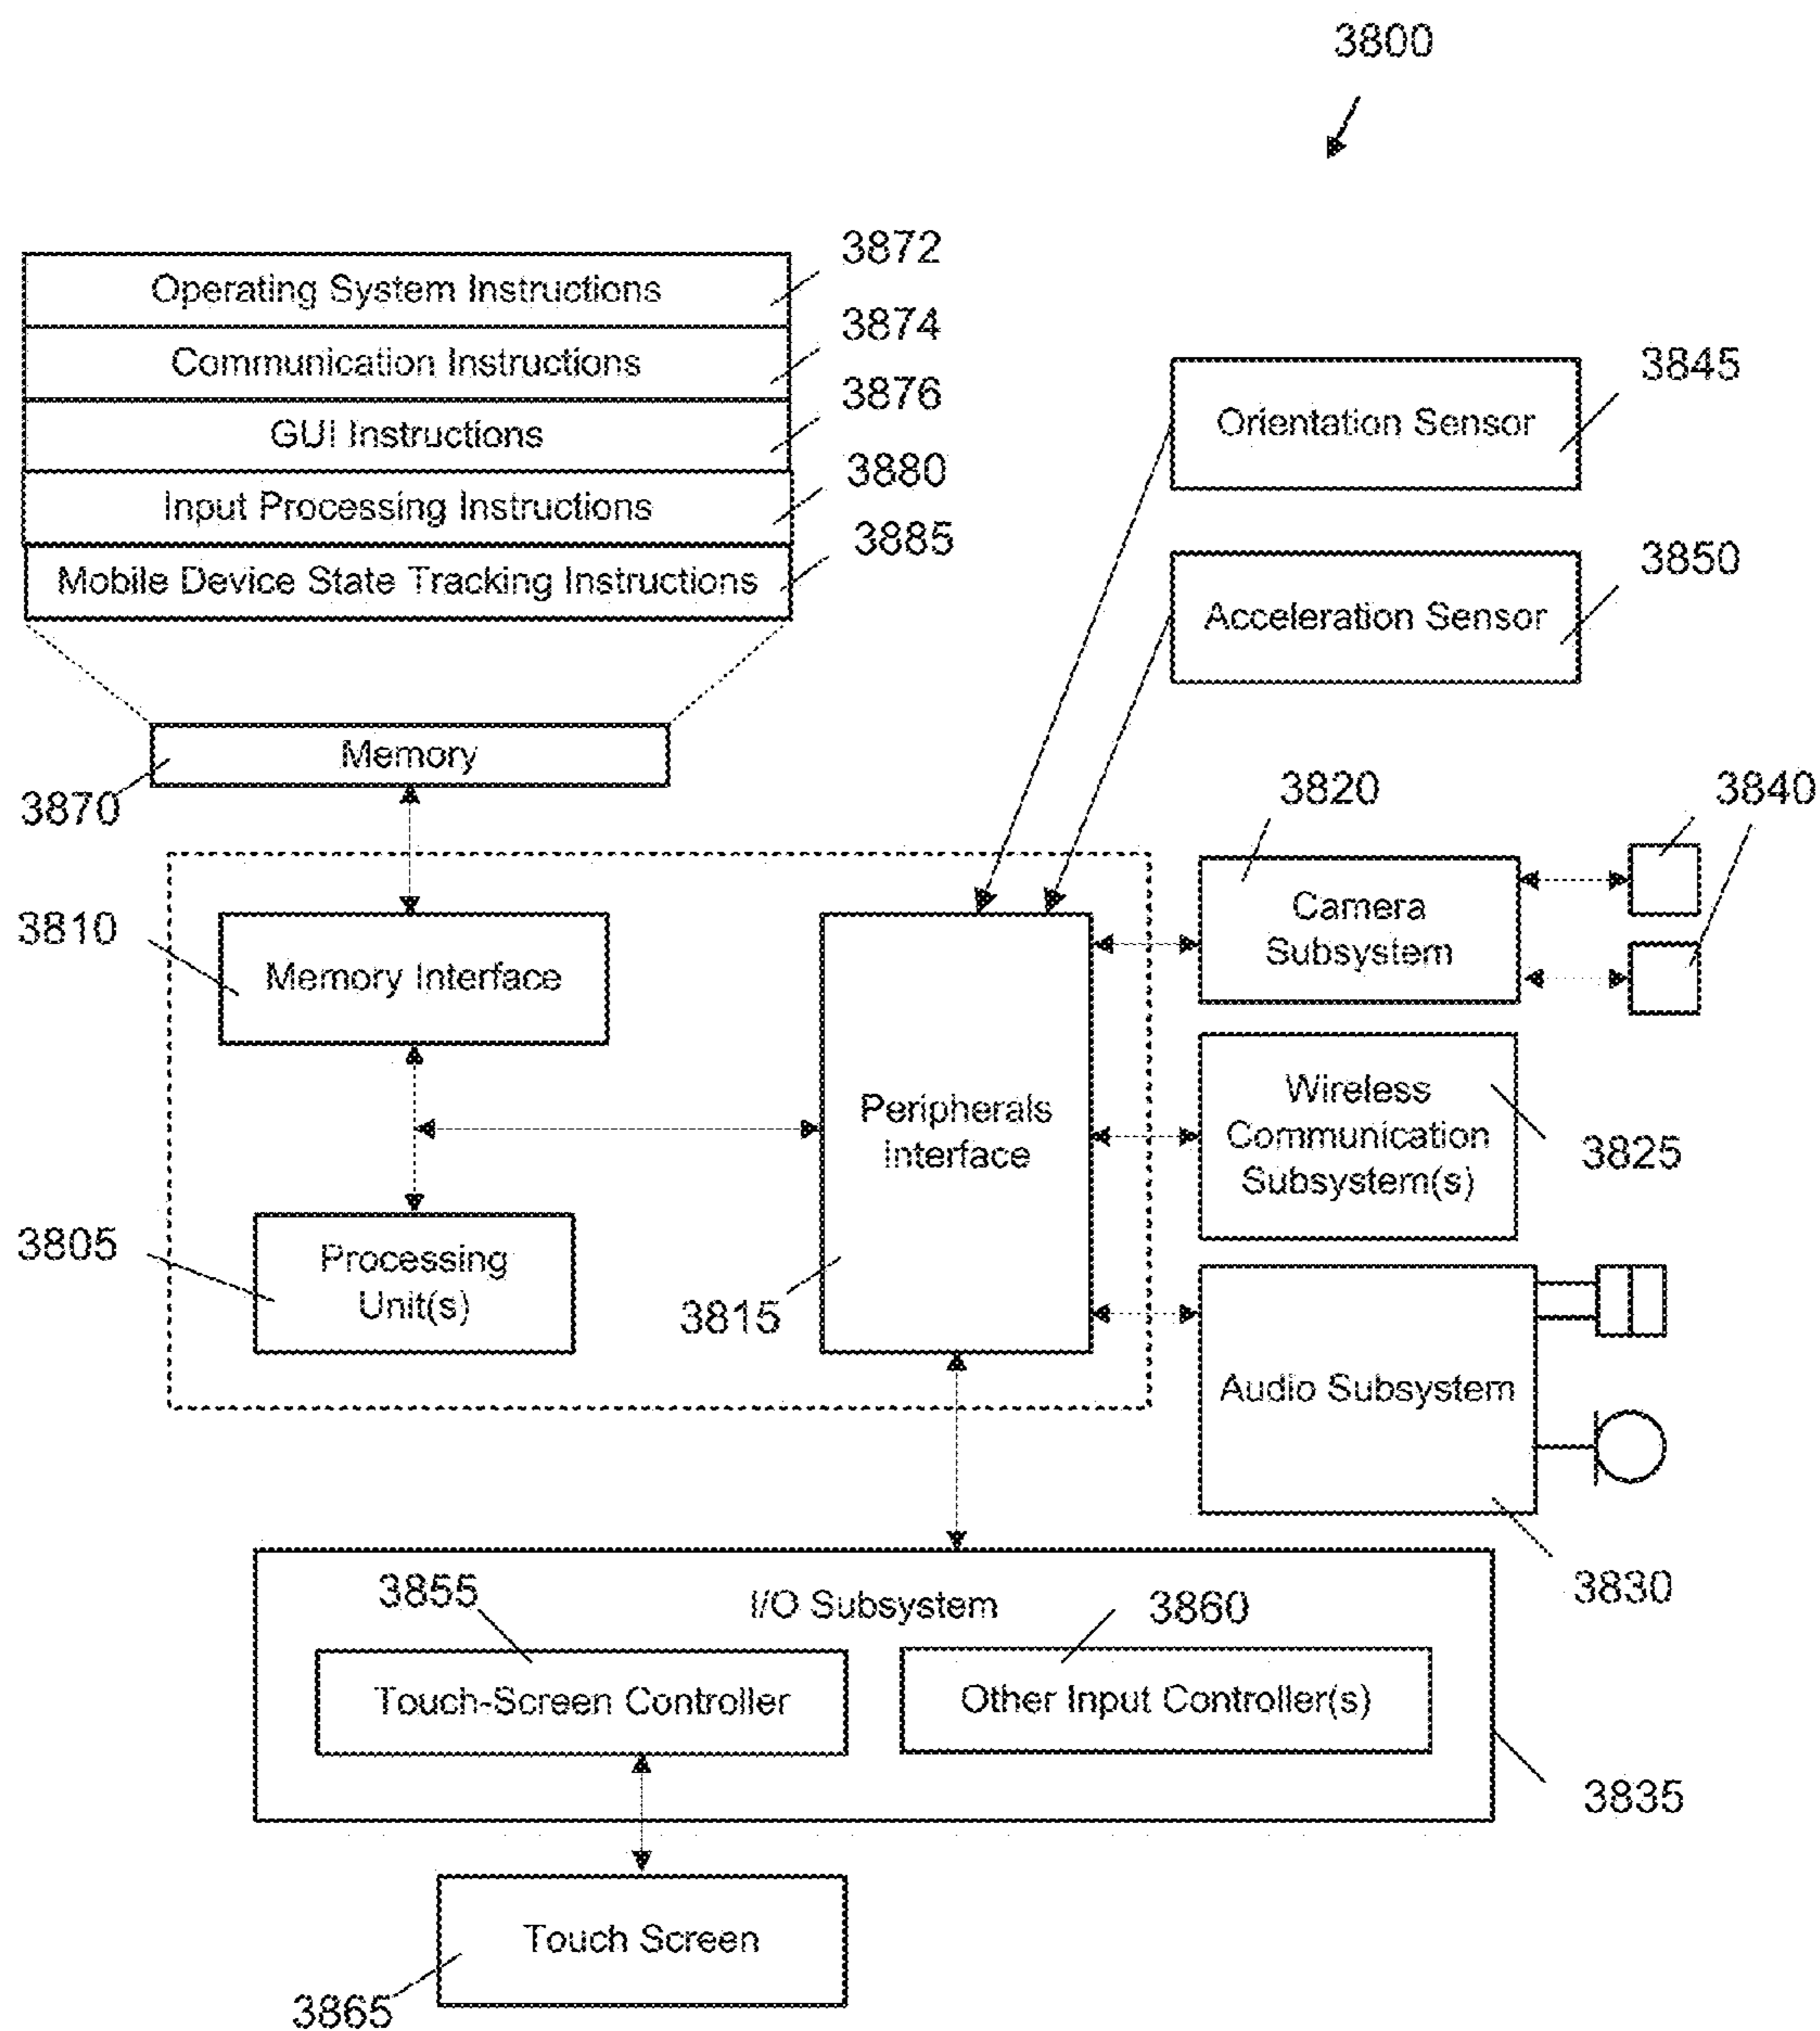 3800
3872
Operating System Instructions
3874
Communication Instructions
3876
GUI Instructions
3880
Input Processing Instructions
3885
Mobile Device State Tracking Instructions
3845
Orientation Sensor
3850
Acceleration Sensor
Memory
3870
3820
3840
Camera
Subsystem
3810
Memory Interface
Peripherals
Interface
3815
Wireless
Communication
Subsystem(s)
3825
3805
Processing
Unit(s)
Audio Subsystem
3830
3855
I/O Subsystem
3860
Touch-Screen Controller
Other Input Controller(s)
3835
Touch Screen
3865